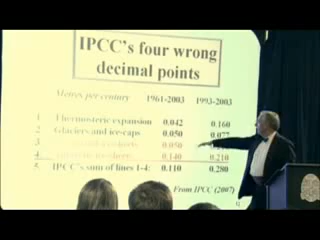 IPCC's four wrong
decimal points
Metres per century 1961-2003 1993-2003
1. Thermosteric expansion 0.042 0.160
2. Glaciers and ice-caps 0.050 0.077
0.050
4. 0.140 0.210
5. IPCC's sum of lines 1-4: 0.110 0.280
From IPCC (2007)